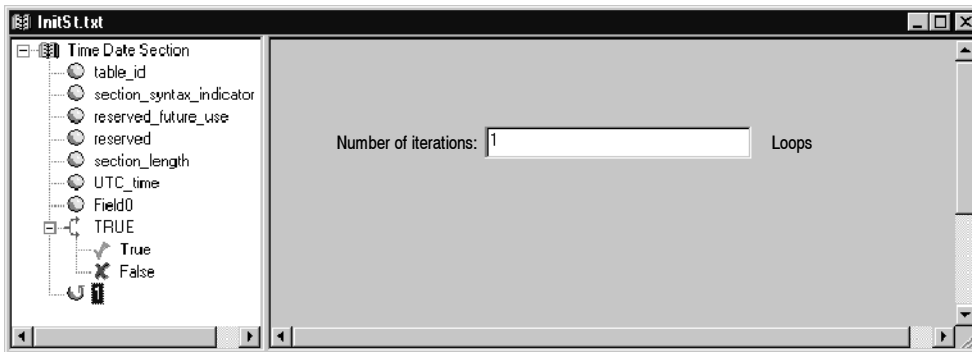 InitSt.txt
Time Date Section
table_id
section_syntax_indicator
reserved_future_use
reserved
section_length
UTC_time
Field0
TRUE
True
False
1
Number of iterations: 1 Loops